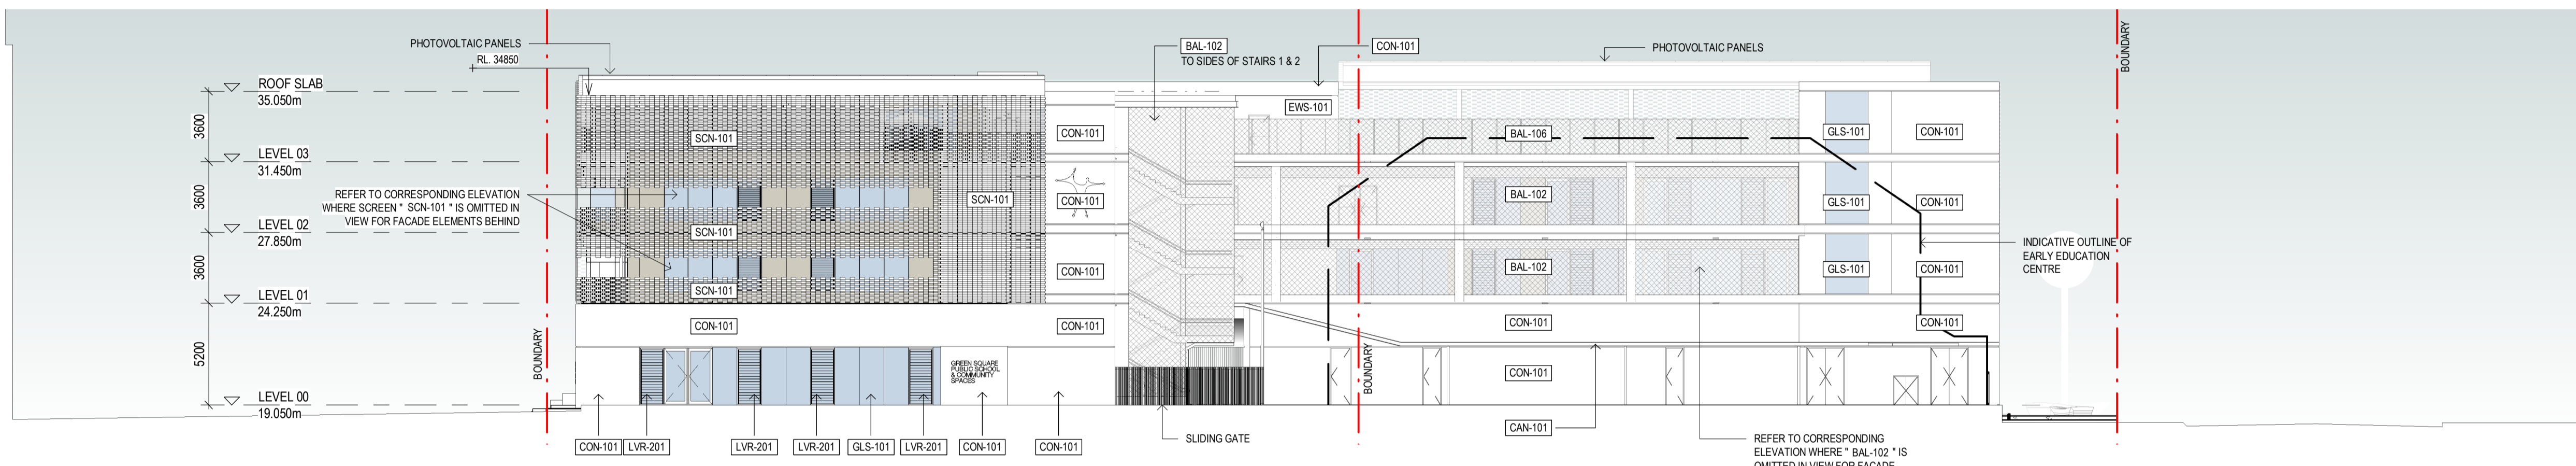 PHOTOVOLTAIC PANELS
RL. 34850
BAL-102
TO SIDES OF STAIRS 1 & 2
CON-101
PHOTOVOLTAIC PANELS
BOUNDARY
ROOF SLAB
35.050m
3600
EWS-101
SCN-101
CON-101
BAL-106
GLS-101
CON-101
LEVEL 03
31.450m
3600
REFER TO CORRESPONDING ELEVATION
WHERE SCREEN " SCN-101 " IS OMITTED IN
VIEW FOR FACADE ELEMENTS BEHIND
SCN-101
CON-101
BAL-102
GLS-101
CON-101
LEVEL 02
27.850m
3600
SCN-101
INDICATIVE OUTLINE OF
EARLY EDUCATION
CENTRE
CON-101
BAL-102
GLS-101
CON-101
SCN-101
LEVEL 01
24.250m
5200
CON-101
CON-101
CON-101
CON-101
BOUNDARY
BOUNDARY
GREEN SQUARE
PUBLIC SCHOOL
& COMMUNITY
SPACES
CON-101
LEVEL 00
19.050m
CON-101
LVR-201
LVR-201
LVR-201
GLS-101
LVR-201
CON-101
CON-101
SLIDING GATE
CAN-101
REFER TO CORRESPONDING
ELEVATION WHERE " BAL-102 " IS
OMITTED IN VIEW FOR FACADE